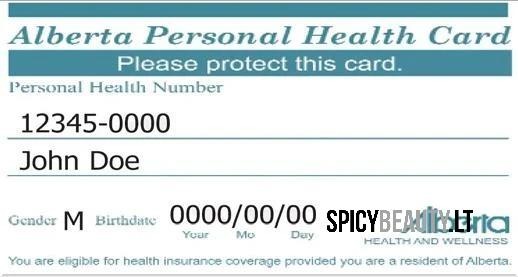 Alberta Personal Health Card
Please protect this card.
Personal Health Number
12345-0000
John Doe
Gender M Birthdate 0000/00/00
Year Mo Day
SPICYBEAUTY.LT
Alberta
HEALTH AND WELLNESS
You are eligible for health insurance coverage provided you are a resident of Alberta.